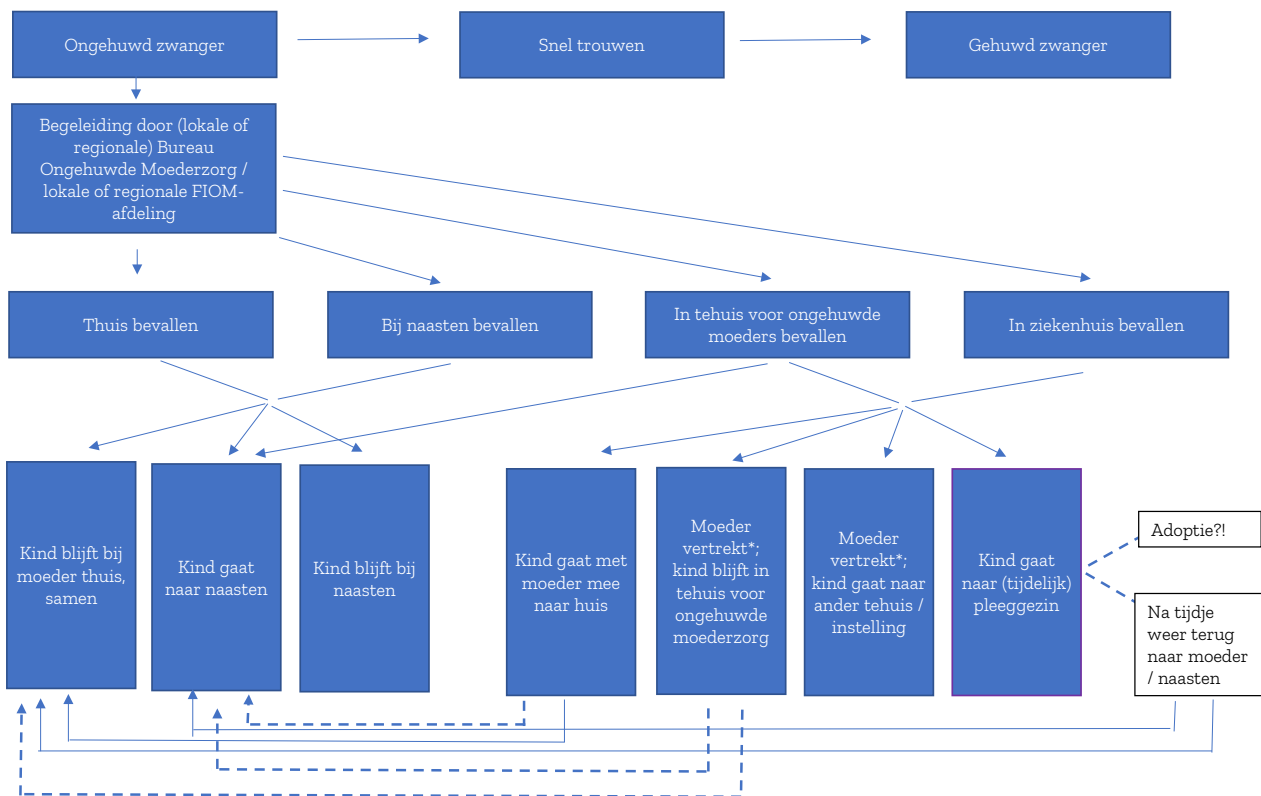 Ongehuwd zwanger
Snel trouwen
Gehuwd zwanger
Begeleiding door (lokale of
regionale) Bureau
Ongehuwde Moederzorg /
lokale of regionale FIOM-
afdeling
Thuis bevallen
Bij naasten bevallen
In tehuis voor ongehuwde
moeders bevallen
In ziekenhuis bevallen
Kind blijft bij
moeder thuis,
samen
Kind gaat
naar naasten
Kind blijft bij
naasten
Kind gaat met
moeder mee
naar huis
Moeder
vertrekt*;
kind blijft in
tehuis voor
ongehuwde
moederzorg
Moeder
vertrekt*;
kind gaat naar
ander tehuis /
instelling
Kind gaat
naar (tijdelijk)
pleeggezin
Adoptie?!
Na tijdje
weer terug
naar moeder
/ naasten